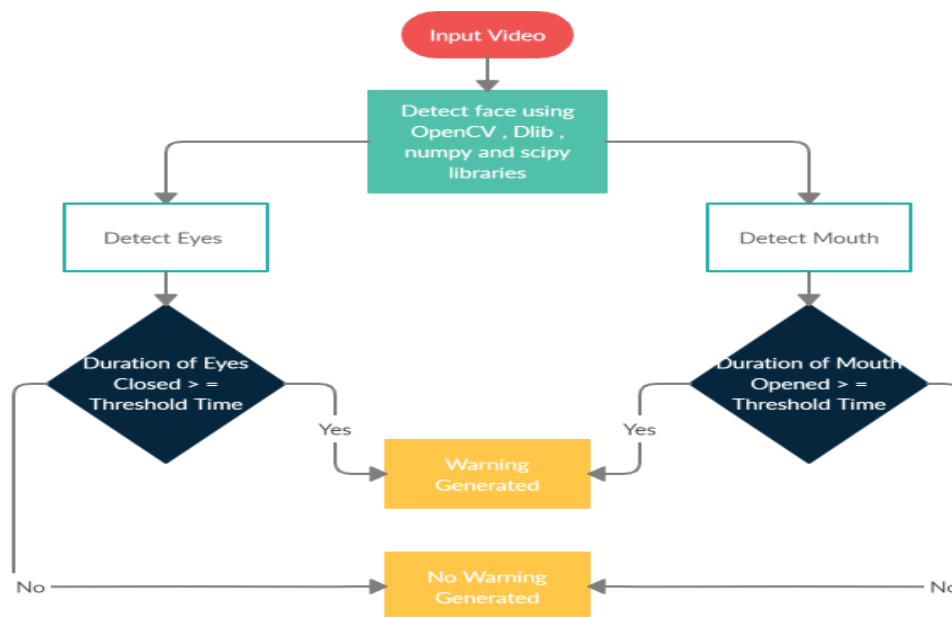 Input Video
Detect face using
OpenCV , Dlib ,
numpy and scipy
libraries
Detect Eyes
Detect Mouth
Duration of Eyes
Closed > =
Threshold Time
Duration of Mouth
Opened > =
Threshold Time
Yes
Yes
Warning
Generated
No
No Warning
Generated
No